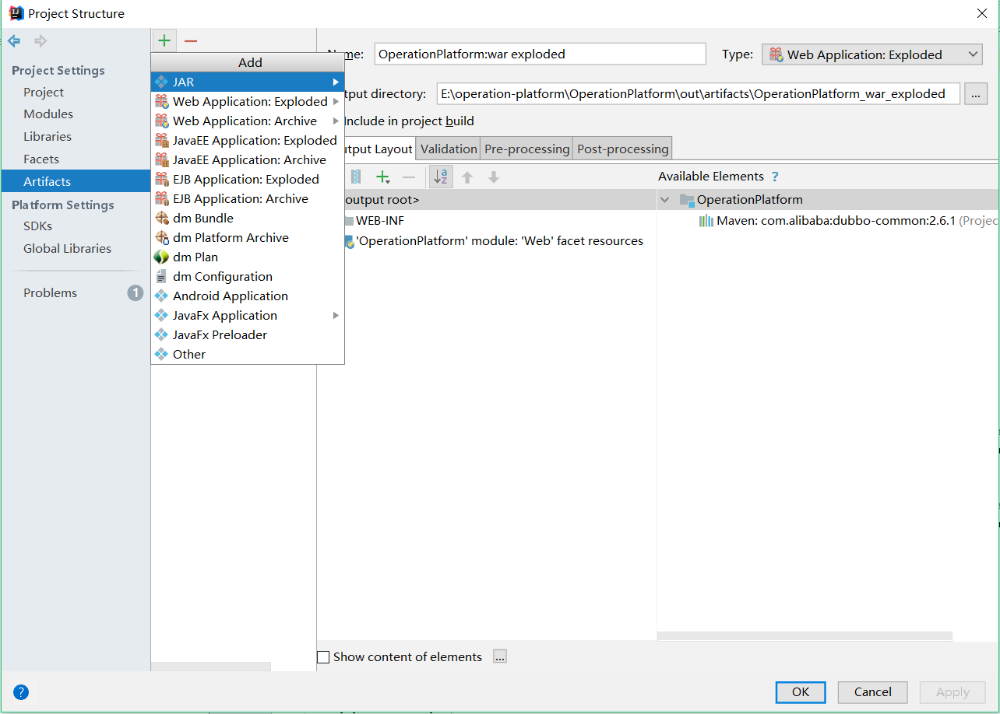 Project Structure
Project Settings
Project
Modules
Libraries
Facets
Artifacts
Platform Settings
SDKs
Global Libraries
Problems
1
Add
JAR
Web Application: Exploded
Web Application: Archive
JavaEE Application: Exploded
JavaEE Application: Archive
EJB Application: Exploded
EJB Application: Archive
dm Bundle
dm Platform Archive
dm Plan
dm Configuration
Android Application
JavaFx Application
JavaFx Preloader
Other
me: OperationPlatform:war exploded
Type: Web Application: Exploded
tput directory: E:\operation-platform\OperationPlatform\out\artifacts\OperationPlatform_war_exploded ...
Include in project build
utput Layout Validation Pre-processing Post-processing
a z
Available Elements ?
output root>
WEB-INF
'OperationPlatform' module: 'Web' facet resources
OperationPlatform
Maven: com.alibaba:dubbo-common:2.6.1 (Projec
Show content of elements ...
? OK Cancel Apply